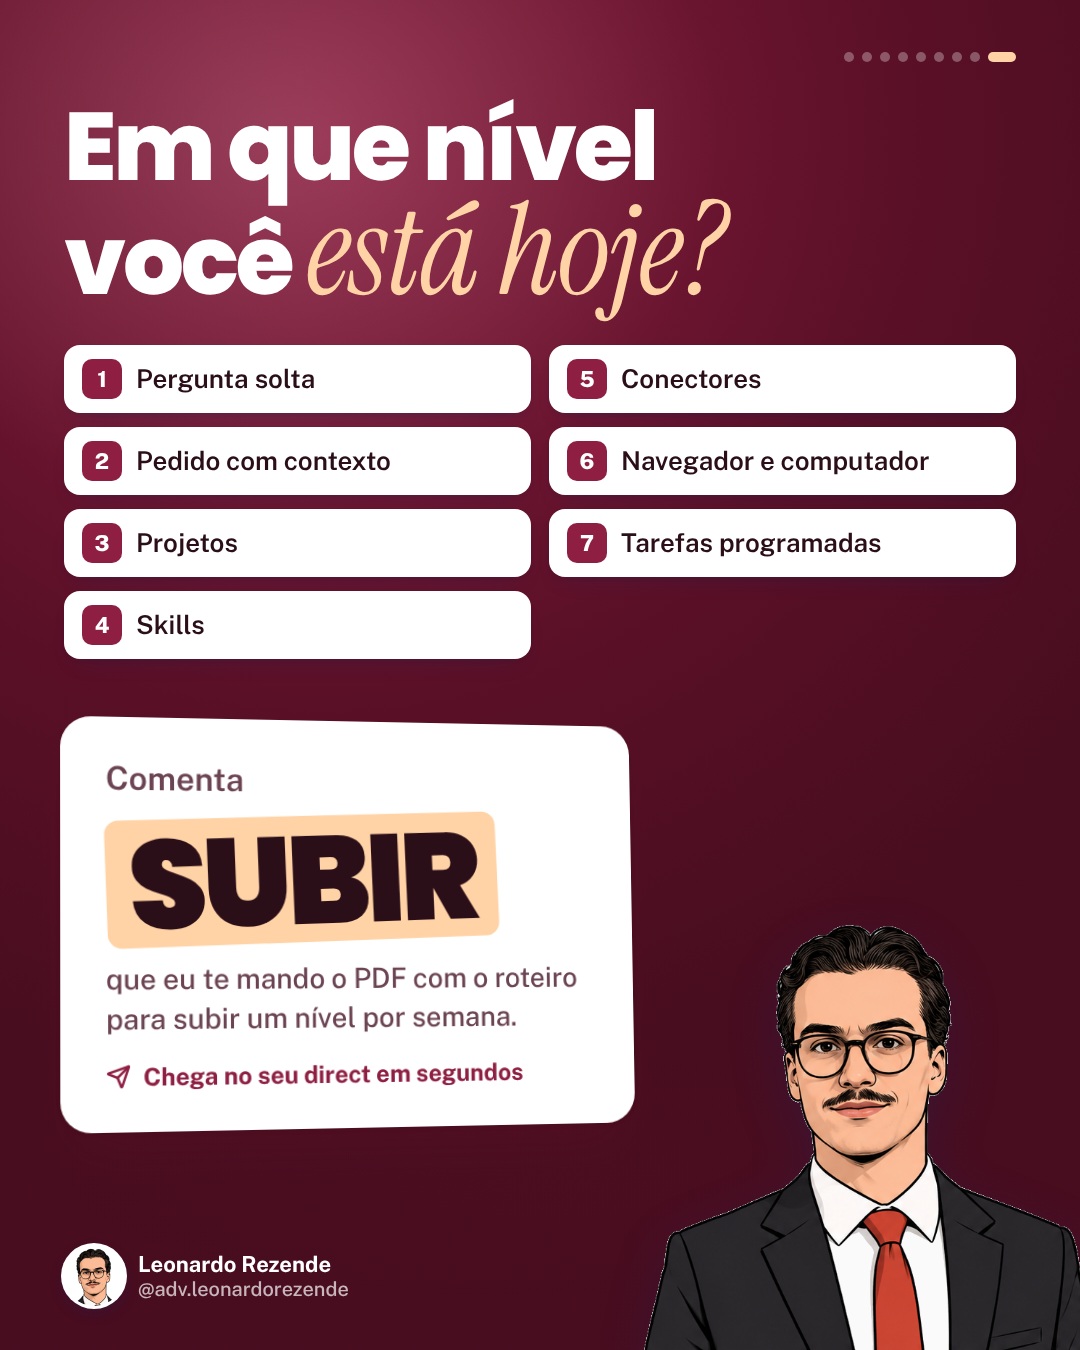 Em que nível
você está hoje?
1 Pergunta solta
2 Pedido com contexto
3 Projetos
4 Skills
5 Conectores
6 Navegador e computador
7 Tarefas programadas
Comenta
SUBIR
que eu te mando o PDF com o roteiro
para subir um nível por semana.
Chega no seu direct em segundos
Leonardo Rezende
@adv.leonardorezende